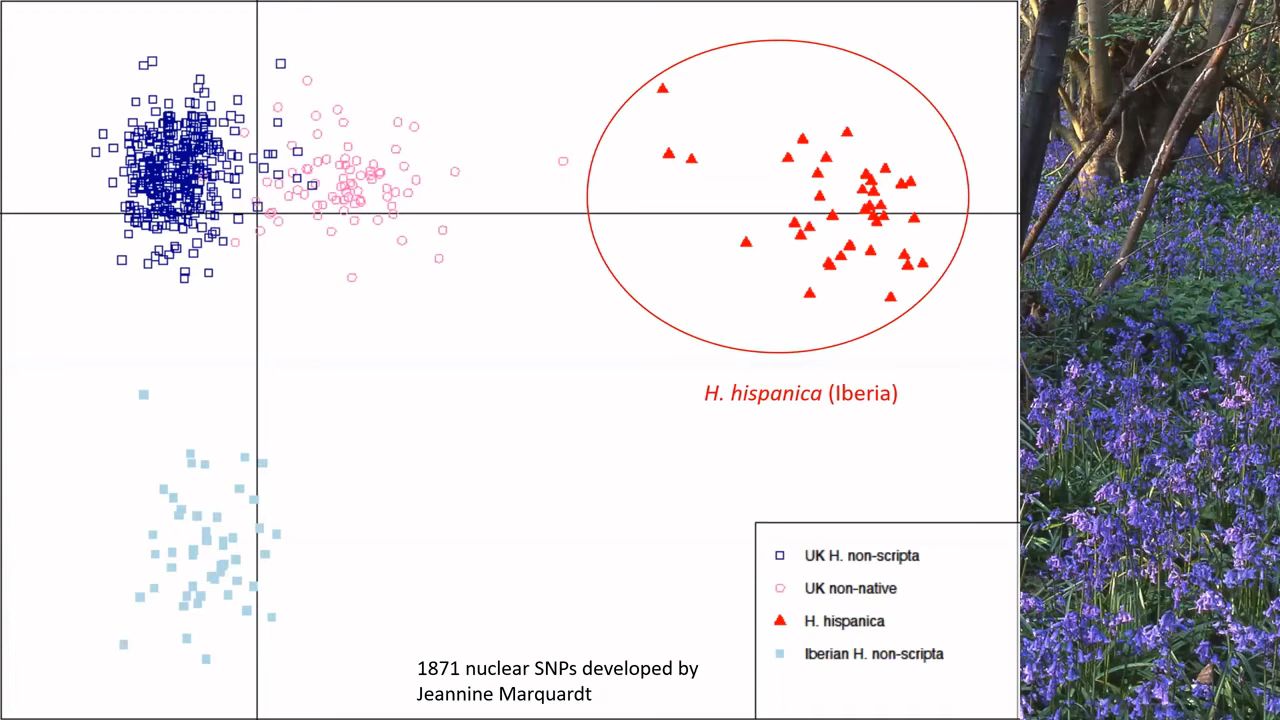 H. hispanica (Iberia)
UK H. non-scripta
UK non-native
H. hispanica
Iberian H. non-scripta
1871 nuclear SNPs developed by
Jeannine Marquardt